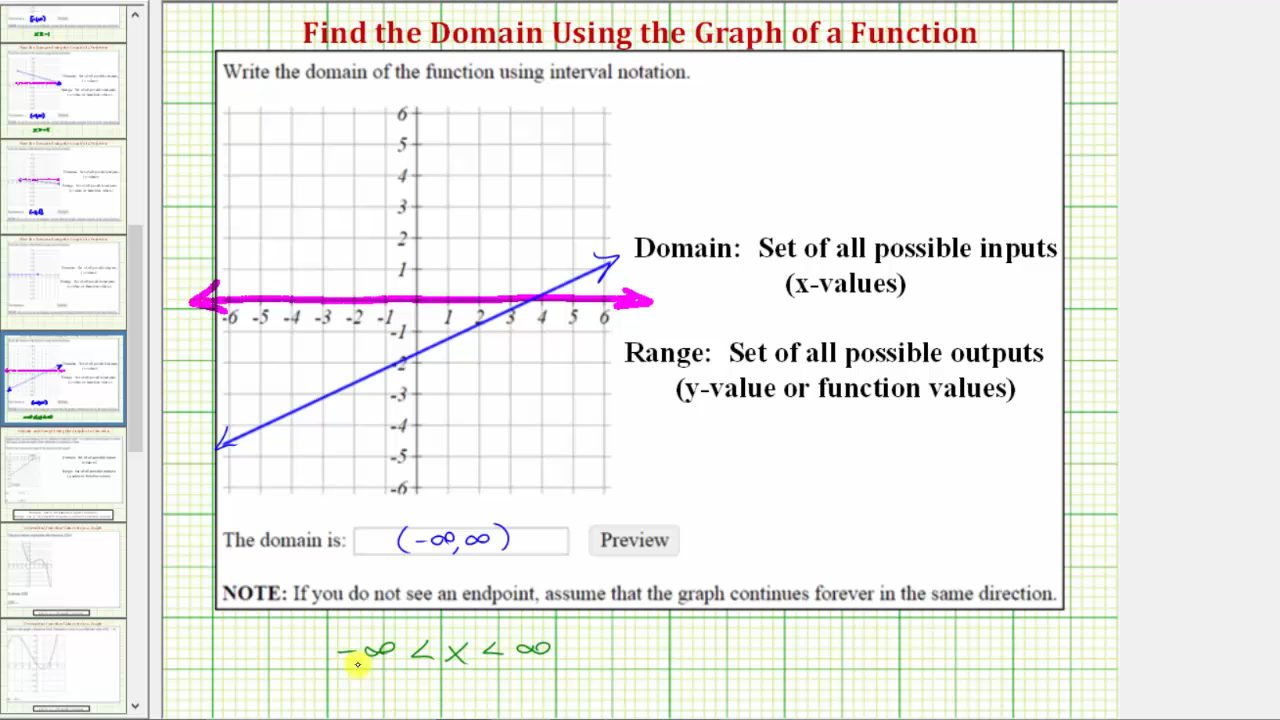 Find the Domain Using the Graph of a Function
Write the domain of the function using interval notation.
6
5
4
3
2
1
-6 -5 -4 -3 -2 -1 1 2 3 4 5 6
-1
-2
-3
-4
-5
-6
Domain: Set of all possible inputs
(x-values)
Range: Set of all possible outputs
(y-value or function values)
The domain is: (-∞,∞) Preview
NOTE: If you do not see an endpoint, assume that the graph continues forever in the same direction.
-∞ < x < ∞